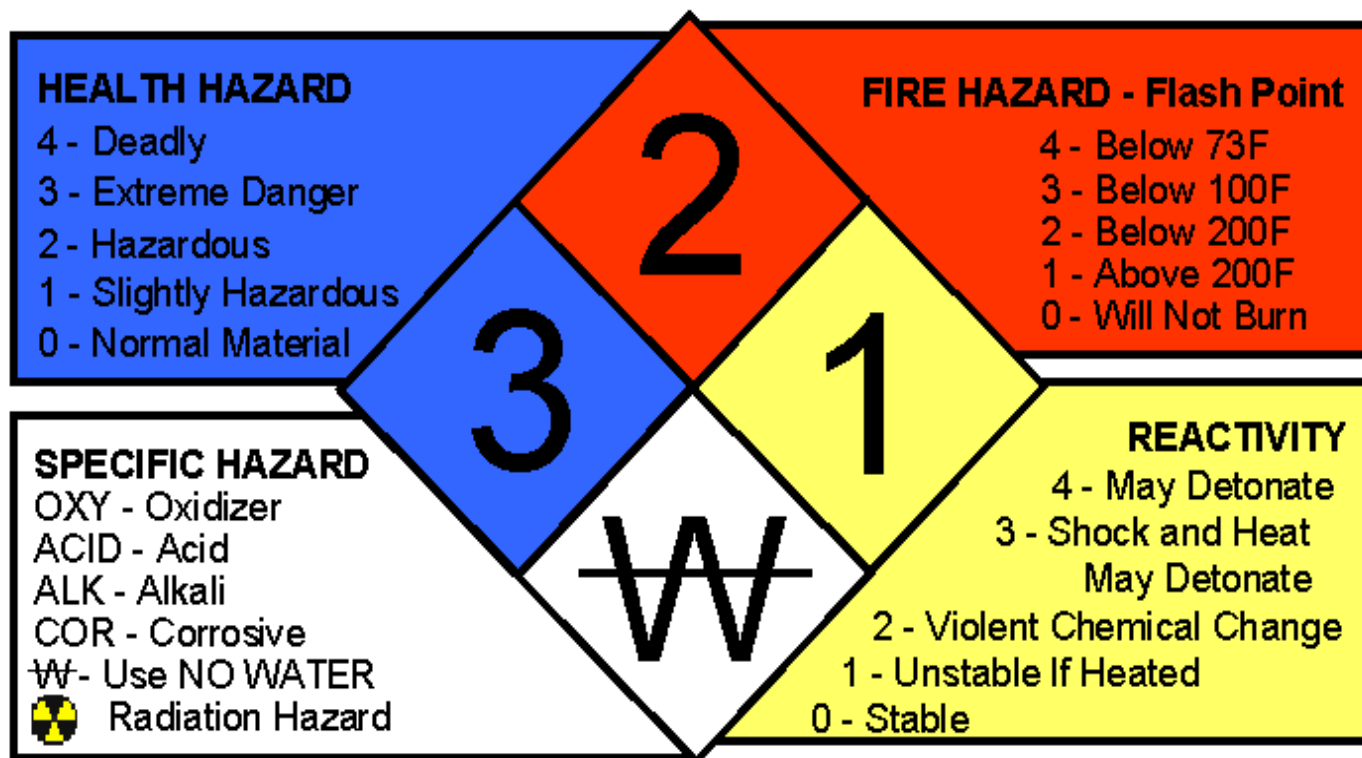 HEALTH HAZARD
4 - Deadly
3 - Extreme Danger
2 - Hazardous
1 - Slightly Hazardous
0 - Normal Material
2
FIRE HAZARD - Flash Point
4 - Below 73F
3 - Below 100F
2 - Below 200F
1 - Above 200F
0 - Will Not Burn
3
1
W
SPECIFIC HAZARD
OXY - Oxidizer
ACID - Acid
ALK - Alkali
COR - Corrosive
W - Use NO WATER
Radiation Hazard
REACTIVITY
4 - May Detonate
3 - Shock and Heat
May Detonate
2 - Violent Chemical Change
1 - Unstable If Heated
0 - Stable